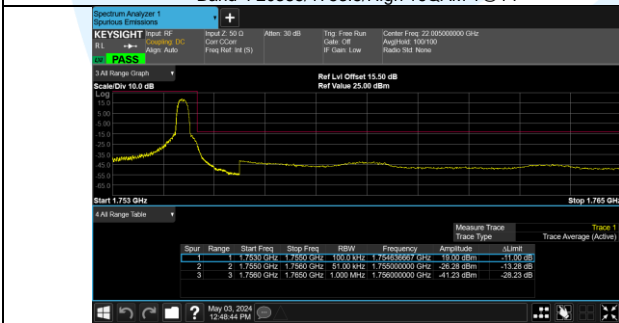 Spectrum Analyzer 1
Spurious Emissions
+
KEYSIGHT Input: RF Input Z: 50 Ω Atten: 30 dB Trig: Free Run Center Freq: 22.005000000 GHz
R L Coupling: DC Corr CCorr Gate: Off Avg|Hold: 100/100
Align: Auto Freq Ref: Int (S) IF Gain: Low Radio Std: None
PASS
3 All Range Graph Ref Lvl Offset 15.50 dB
Scale/Div 10.0 dB Ref Value 25.00 dBm
Log
15.0
5.00
-5.00
-15.0
-25.0
-35.0
-45.0
-55.0
-65.0
Start 1.753 GHz Stop 1.765 GHz
4 All Range Table
Measure Trace Trace 1
Trace Type Trace Average (Active)
Spur Range Start Freq Stop Freq RBW Frequency Amplitude ΔLimit
1 1 1.7530 GHz 1.7550 GHz 100.0 kHz 1.754636667 GHz 19.00 dBm -11.00 dB
2 2 1.7550 GHz 1.7560 GHz 51.00 kHz 1.755000000 GHz -26.28 dBm -13.28 dB
3 3 1.7560 GHz 1.7650 GHz 1.000 MHz 1.756000000 GHz -41.23 dBm -28.23 dB
May 03, 2024
12:48:44 PM